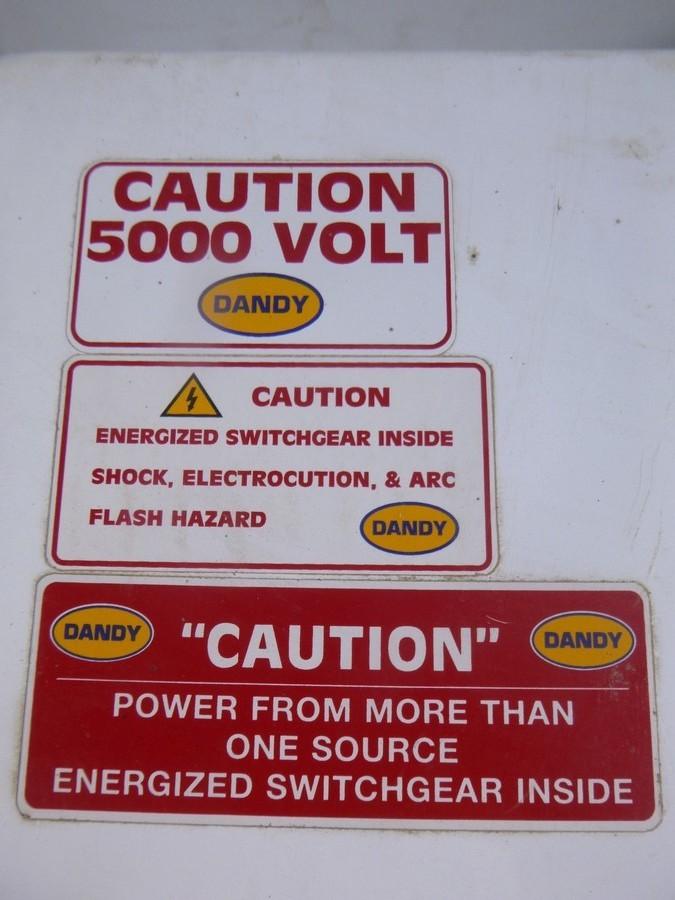 CAUTION
5000 VOLT
DANDY
CAUTION
ENERGIZED SWITCHGEAR INSIDE
SHOCK, ELECTROCUTION, & ARC
FLASH HAZARD
DANDY
DANDY "CAUTION" DANDY
POWER FROM MORE THAN
ONE SOURCE
ENERGIZED SWITCHGEAR INSIDE